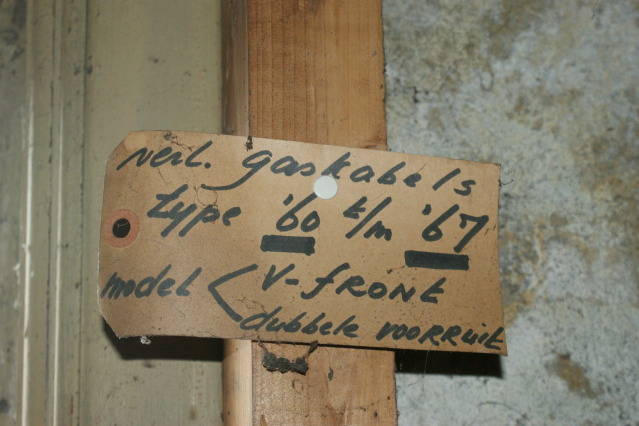 verl. gaskabels
type '60 t/m '67
model < V-FRONT
dubbele VOORRUIT